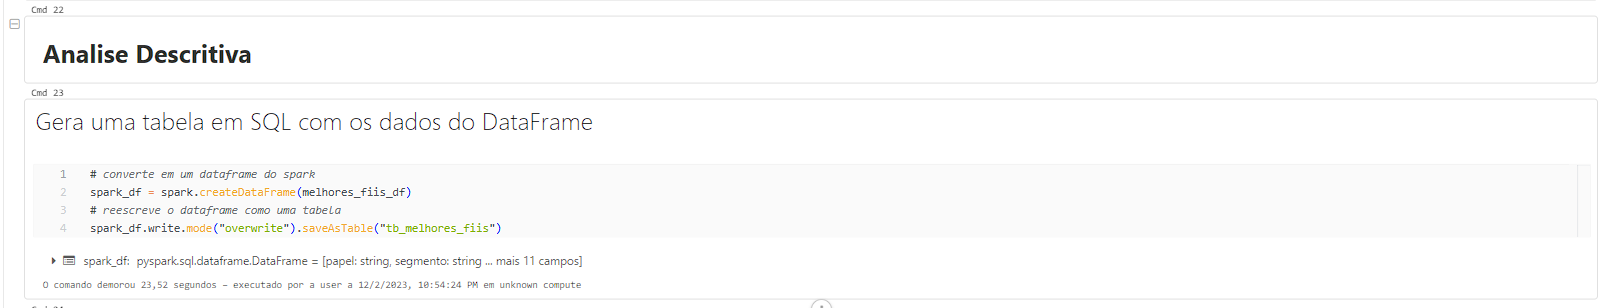 Cmd 22
Analise Descritiva
Cmd 23
Gera uma tabela em SQL com os dados do DataFrame
1 # converte em um dataframe do spark
2 spark_df = spark.createDataFrame(melhores_fiis_df)
3 # reescreve o dataframe como uma tabela
4 spark_df.write.mode("overwrite").saveAsTable("tb_melhores_fiis")
spark_df: pyspark.sql.dataframe.DataFrame = [papel: string, segmento: string ... mais 11 campos]
O comando demorou 23,52 segundos – executado por a user a 12/2/2023, 10:54:24 PM em unknown compute